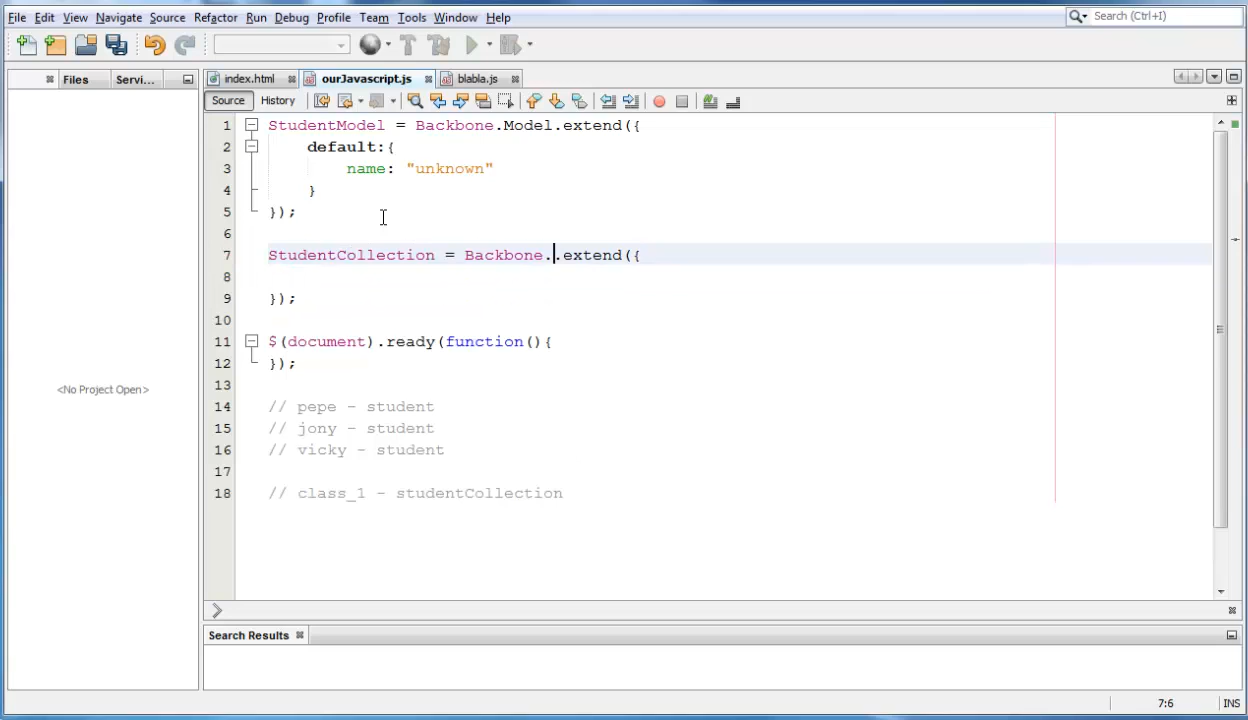 File Edit View Navigate Source Refactor Run Debug Profile Team Tools Window Help Search (Ctrl+I)
Files Servi... index.html ourJavascript.js blabla.js
Source History
1 StudentModel = Backbone.Model.extend({
2 default:{
3 name: "unknown"
4 }
5 });
6
7 StudentCollection = Backbone..extend({
8
9 });
10
11 $(document).ready(function(){
12 });
13
14 // pepe - student
15 // jony - student
16 // vicky - student
17
18 // class_1 - studentCollection
<No Project Open>
Search Results
7:6 INS